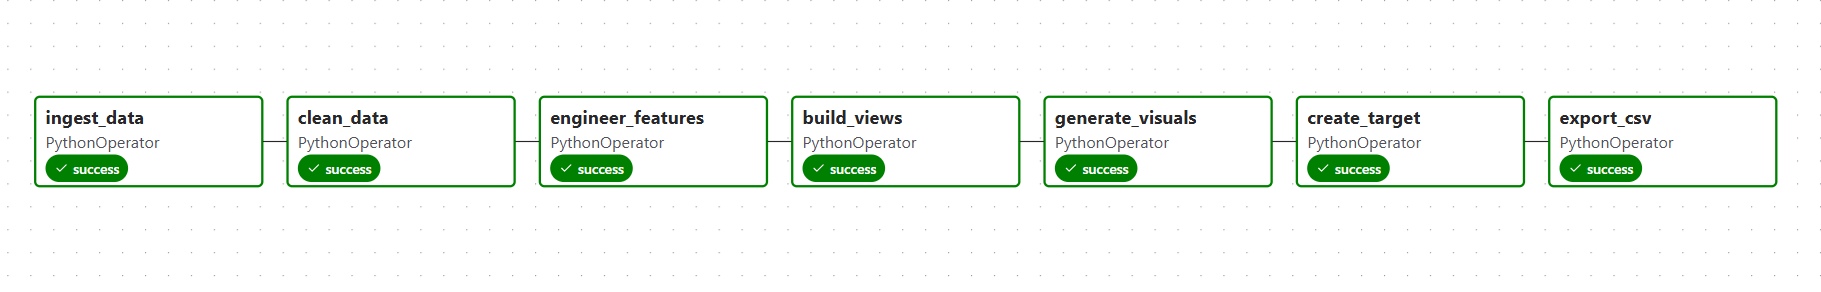 ingest_data
PythonOperator
success
clean_data
PythonOperator
success
engineer_features
PythonOperator
success
build_views
PythonOperator
success
generate_visuals
PythonOperator
success
create_target
PythonOperator
success
export_csv
PythonOperator
success